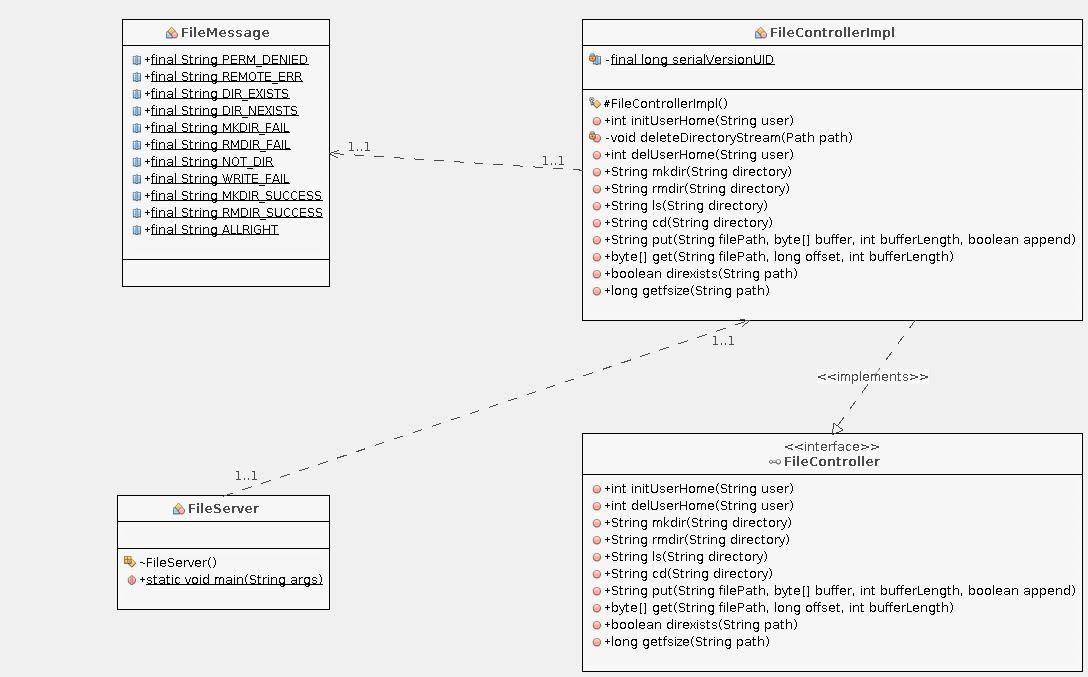 FileMessage
+final String PERM_DENIED
+final String REMOTE_ERR
+final String DIR_EXISTS
+final String DIR_NEXISTS
+final String MKDIR_FAIL
+final String RMDIR_FAIL
+final String NOT_DIR
+final String WRITE_FAIL
+final String MKDIR_SUCCESS
+final String RMDIR_SUCCESS
+final String ALLRIGHT
1..1
1..1
FileControllerImpl
-final long serialVersionUID
#FileControllerImpl()
+int initUserHome(String user)
-void deleteDirectoryStream(Path path)
+int delUserHome(String user)
+String mkdir(String directory)
+String rmdir(String directory)
+String ls(String directory)
+String cd(String directory)
+String put(String filePath, byte[] buffer, int bufferLength, boolean append)
+byte[] get(String filePath, long offset, int bufferLength)
+boolean direxists(String path)
+long getfsize(String path)
1..1
<<implements>>
1..1
FileServer
~FileServer()
+static void main(String args)
<<interface>>
FileController
+int initUserHome(String user)
+int delUserHome(String user)
+String mkdir(String directory)
+String rmdir(String directory)
+String ls(String directory)
+String cd(String directory)
+String put(String filePath, byte[] buffer, int bufferLength, boolean append)
+byte[] get(String filePath, long offset, int bufferLength)
+boolean direxists(String path)
+long getfsize(String path)